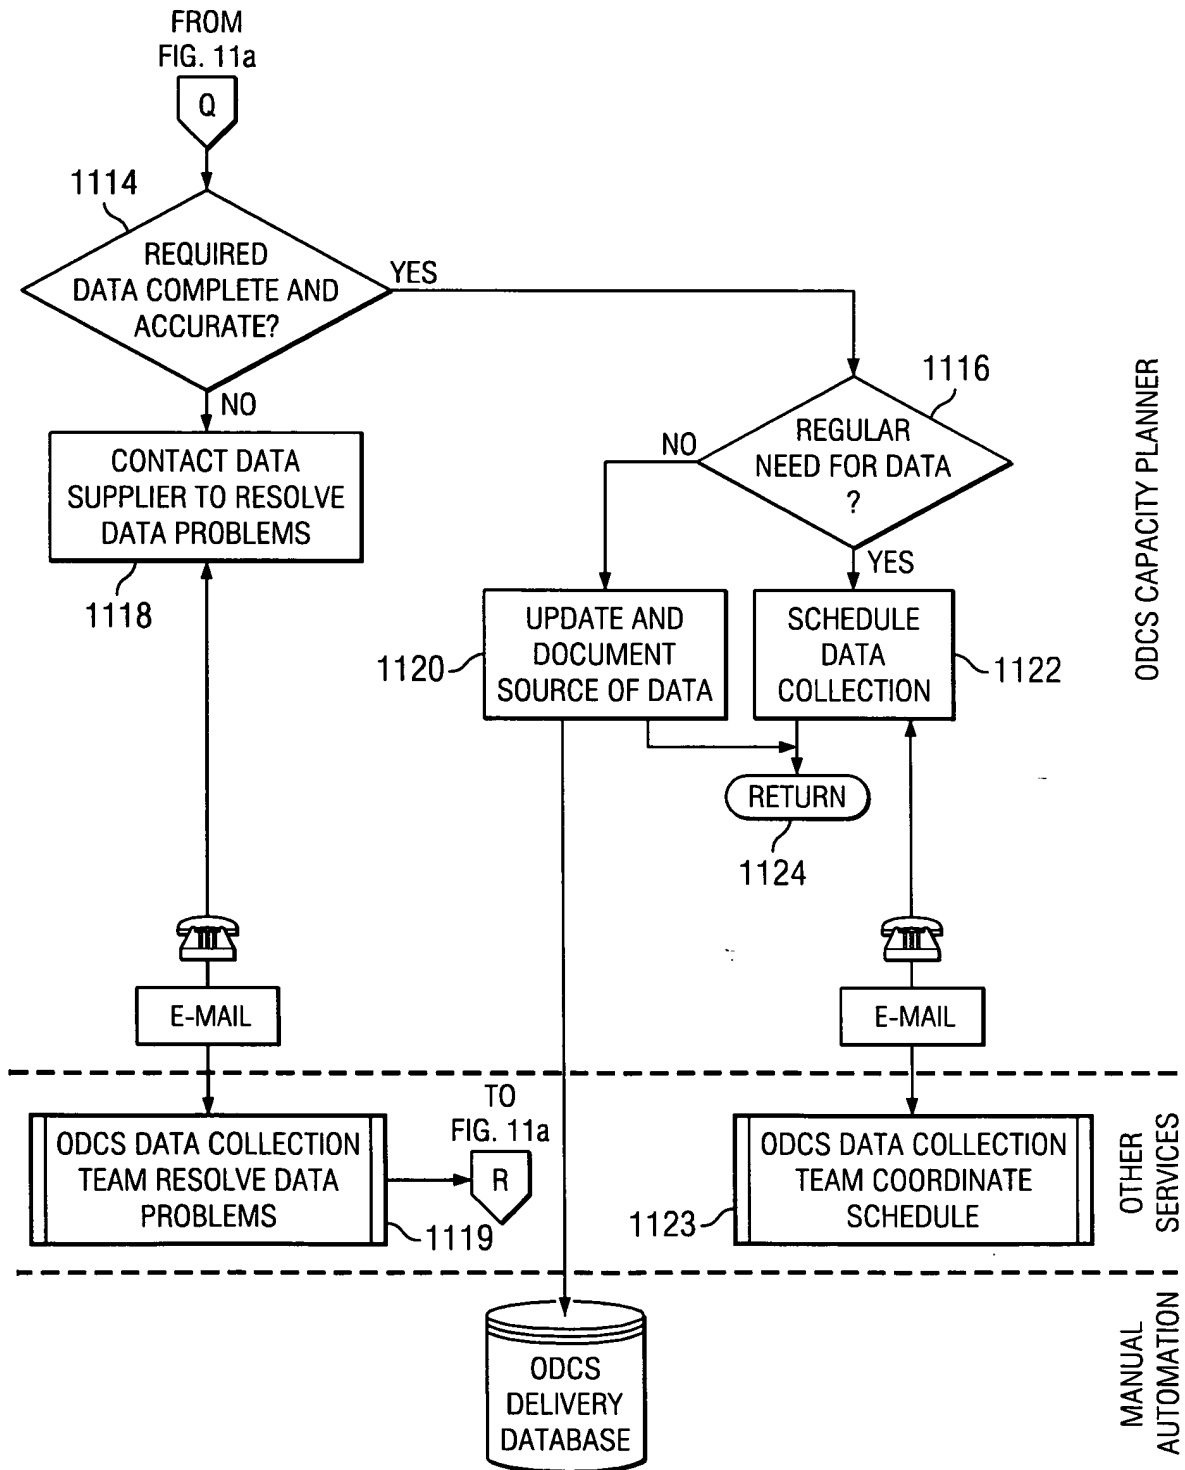 FROM
FIG. 11a
Q
1114
REQUIRED
DATA COMPLETE AND
ACCURATE?
YES
NO
1116
REGULAR
NEED FOR DATA
?
NO
YES
CONTACT DATA
SUPPLIER TO RESOLVE
DATA PROBLEMS
1118
UPDATE AND
DOCUMENT
SOURCE OF DATA
1120
SCHEDULE
DATA
COLLECTION
1122
RETURN
1124
ODCS CAPACITY PLANNER
E-MAIL
E-MAIL
ODCS DATA COLLECTION
TEAM RESOLVE DATA
PROBLEMS
1119
TO
FIG. 11a
R
ODCS DATA COLLECTION
TEAM COORDINATE
SCHEDULE
1123
OTHER
SERVICES
ODCS
DELIVERY
DATABASE
MANUAL
AUTOMATION